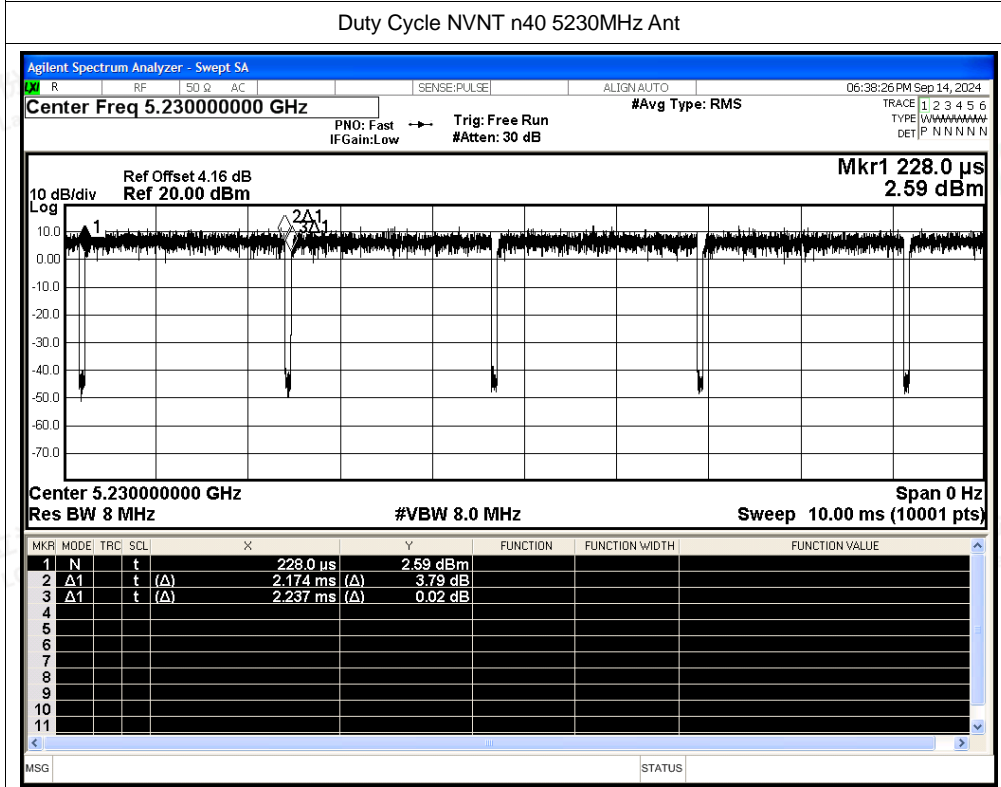 Duty Cycle NVNT n40 5230MHz Ant
Agilent Spectrum Analyzer - Swept SA
LXI R RF 50 Ω AC SENSE:PULSE ALIGN AUTO 06:38:26 PM Sep 14, 2024
Center Freq 5.230000000 GHz #Avg Type: RMS TRACE 1 2 3 4 5 6
PNO: Fast Trig: Free Run TYPE WWWWWW
IFGain:Low #Atten: 30 dB DET P N N N N N
Mkr1 228.0 µs
Ref Offset 4.16 dB
10 dB/div Ref 20.00 dBm 2.59 dBm
Log
1 2Δ1 3Δ1
10.0
0.00
-10.0
-20.0
-30.0
-40.0
-50.0
-60.0
-70.0
Center 5.230000000 GHz Span 0 Hz
Res BW 8 MHz #VBW 8.0 MHz Sweep 10.00 ms (10001 pts)
MKR MODE TRC SCL X Y FUNCTION FUNCTION WIDTH FUNCTION VALUE
1 N t 228.0 µs 2.59 dBm
2 Δ1 t (Δ) 2.174 ms (Δ) 3.79 dB
3 Δ1 t (Δ) 2.237 ms (Δ) 0.02 dB
4
5
6
7
8
9
10
11
MSG STATUS